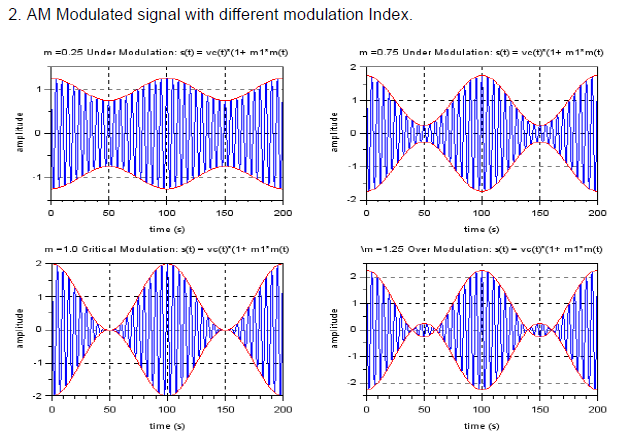 2. AM Modulated signal with different modulation Index.
m =0.25 Under Modulation: s(t) = vc(t)*(1+ m1*m(t)
1
0
-1
amplitude
0 50 100 150 200
time (s)
m =0.75 Under Modulation: s(t) = vc(t)*(1+ m1*m(t)
2
1
0
-1
-2
amplitude
0 50 100 150 200
time (s)
m =1.0 Critical Modulation: s(t) = vc(t)*(1+ m1*m(t)
2
1
0
-1
-2
amplitude
0 50 100 150 200
time (s)
\m =1.25 Over Modulation: s(t) = vc(t)*(1+ m1*m(t)
2
1
0
-1
-2
amplitude
0 50 100 150 200
time (s)